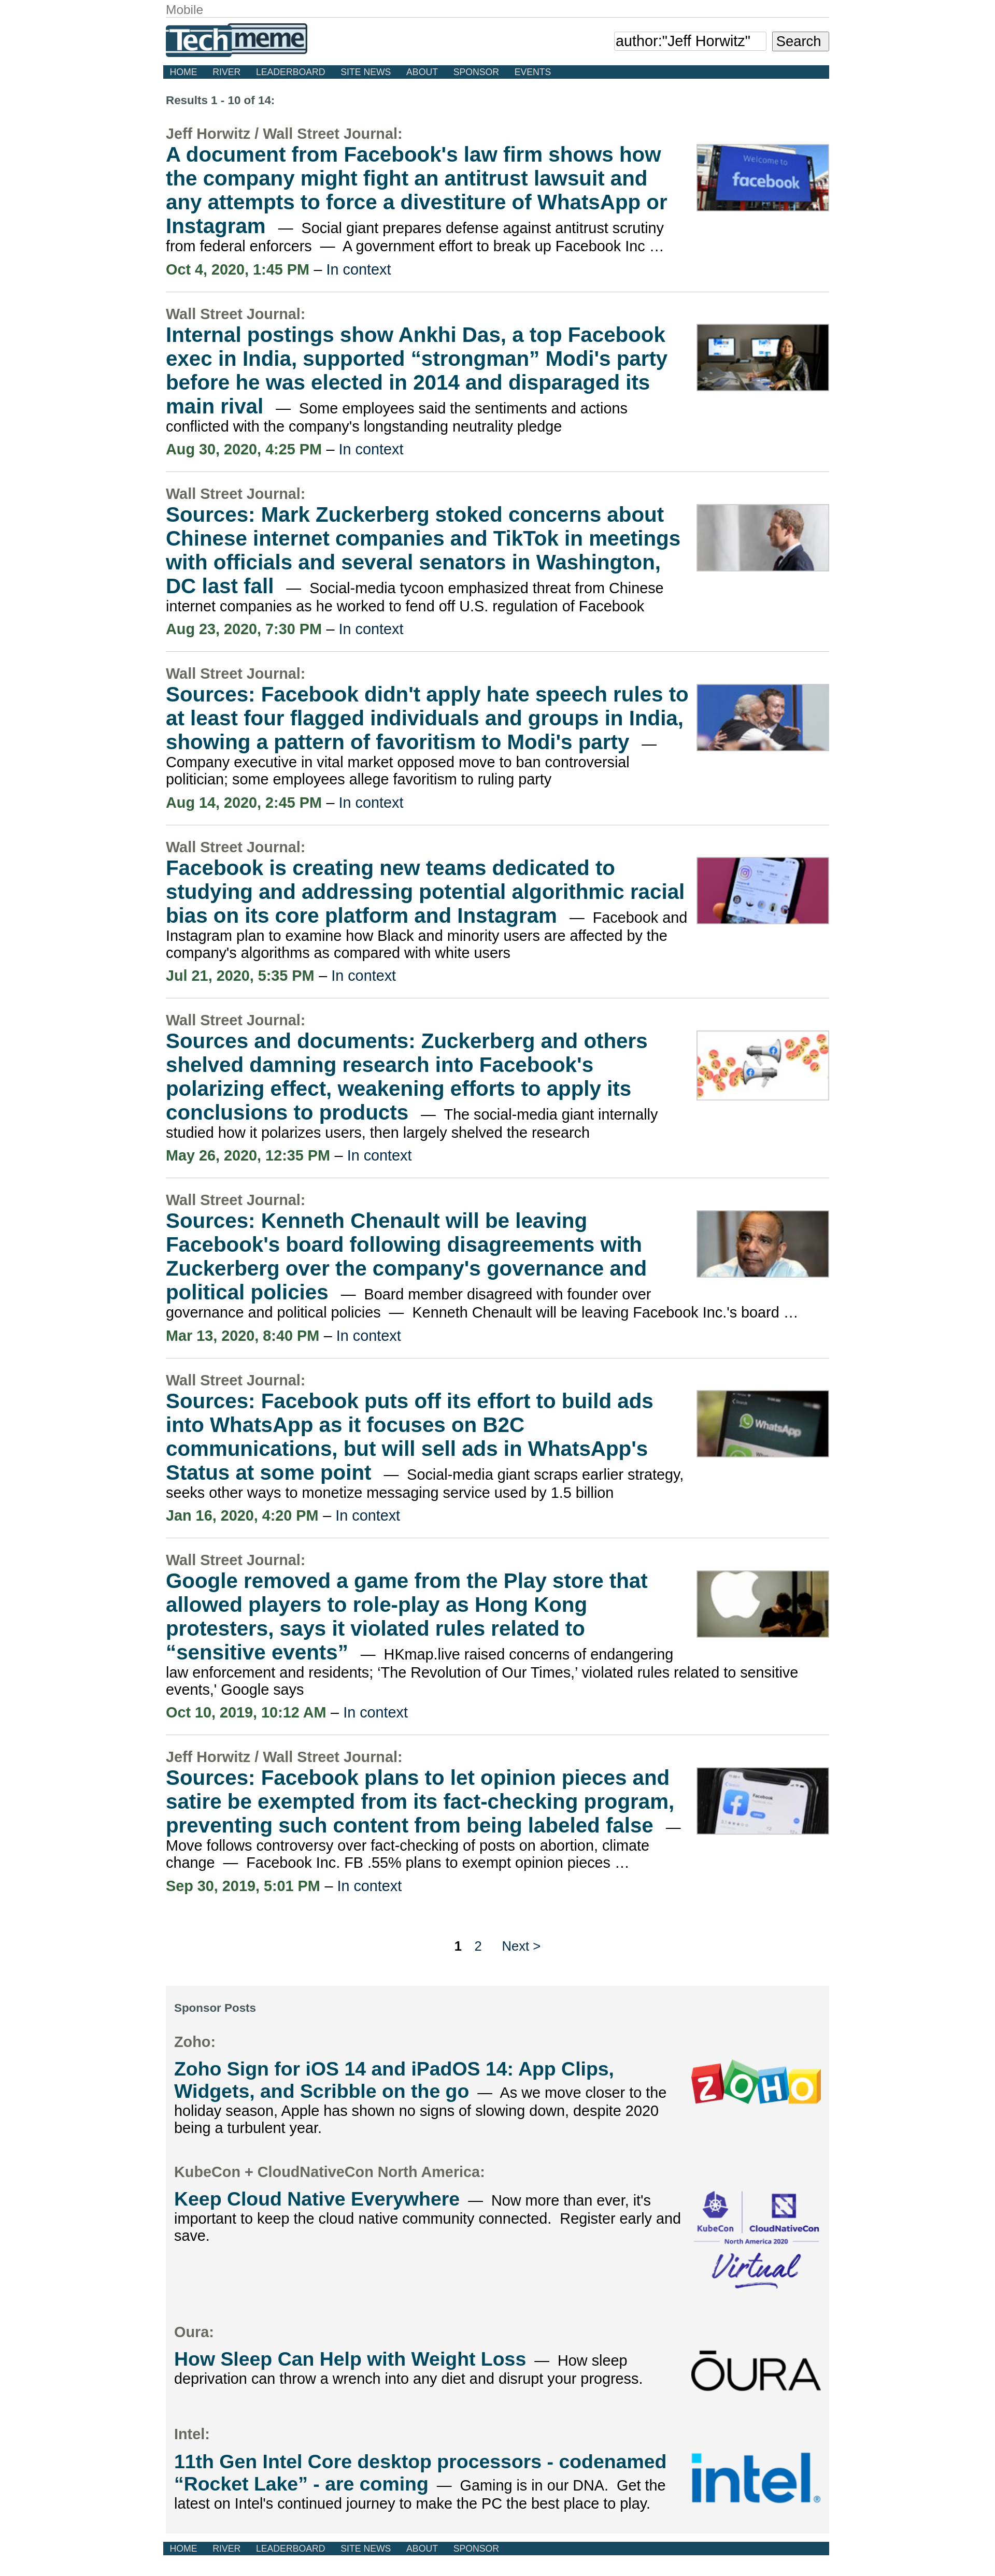 Mobile
Techmeme
author:"Jeff Horwitz" Search
HOME RIVER LEADERBOARD SITE NEWS ABOUT SPONSOR EVENTS
Results 1 - 10 of 14:
Jeff Horwitz / Wall Street Journal:
A document from Facebook's law firm shows how
the company might fight an antitrust lawsuit and
any attempts to force a divestiture of WhatsApp or
Instagram — Social giant prepares defense against antitrust scrutiny
from federal enforcers — A government effort to break up Facebook Inc …
Welcome to
facebook
Oct 4, 2020, 1:45 PM – In context
Wall Street Journal:
Internal postings show Ankhi Das, a top Facebook
exec in India, supported “strongman” Modi's party
before he was elected in 2014 and disparaged its
main rival — Some employees said the sentiments and actions
conflicted with the company's longstanding neutrality pledge
Aug 30, 2020, 4:25 PM – In context
Wall Street Journal:
Sources: Mark Zuckerberg stoked concerns about
Chinese internet companies and TikTok in meetings
with officials and several senators in Washington,
DC last fall — Social-media tycoon emphasized threat from Chinese
internet companies as he worked to fend off U.S. regulation of Facebook
Aug 23, 2020, 7:30 PM – In context
Wall Street Journal:
Sources: Facebook didn't apply hate speech rules to
at least four flagged individuals and groups in India,
showing a pattern of favoritism to Modi's party —
Company executive in vital market opposed move to ban controversial
politician; some employees allege favoritism to ruling party
Aug 14, 2020, 2:45 PM – In context
Wall Street Journal:
Facebook is creating new teams dedicated to
studying and addressing potential algorithmic racial
bias on its core platform and Instagram — Facebook and
Instagram plan to examine how Black and minority users are affected by the
company's algorithms as compared with white users
Jul 21, 2020, 5:35 PM – In context
Wall Street Journal:
Sources and documents: Zuckerberg and others
shelved damning research into Facebook's
polarizing effect, weakening efforts to apply its
conclusions to products — The social-media giant internally
studied how it polarizes users, then largely shelved the research
May 26, 2020, 12:35 PM – In context
Wall Street Journal:
Sources: Kenneth Chenault will be leaving
Facebook's board following disagreements with
Zuckerberg over the company's governance and
political policies — Board member disagreed with founder over
governance and political policies — Kenneth Chenault will be leaving Facebook Inc.'s board …
Mar 13, 2020, 8:40 PM – In context
Wall Street Journal:
Sources: Facebook puts off its effort to build ads
into WhatsApp as it focuses on B2C
communications, but will sell ads in WhatsApp's
Status at some point — Social-media giant scraps earlier strategy,
seeks other ways to monetize messaging service used by 1.5 billion
WhatsApp
Jan 16, 2020, 4:20 PM – In context
Wall Street Journal:
Google removed a game from the Play store that
allowed players to role-play as Hong Kong
protesters, says it violated rules related to
“sensitive events” — HKmap.live raised concerns of endangering
law enforcement and residents; ‘The Revolution of Our Times,’ violated rules related to sensitive
events,' Google says
Oct 10, 2019, 10:12 AM – In context
Jeff Horwitz / Wall Street Journal:
Sources: Facebook plans to let opinion pieces and
satire be exempted from its fact-checking program,
preventing such content from being labeled false —
Move follows controversy over fact-checking of posts on abortion, climate
change — Facebook Inc. FB .55% plans to exempt opinion pieces …
Sep 30, 2019, 5:01 PM – In context
1 2 Next >
Sponsor Posts
Zoho:
Zoho Sign for iOS 14 and iPadOS 14: App Clips,
Widgets, and Scribble on the go — As we move closer to the
holiday season, Apple has shown no signs of slowing down, despite 2020
being a turbulent year.
ZOHO
KubeCon + CloudNativeCon North America:
Keep Cloud Native Everywhere — Now more than ever, it's
important to keep the cloud native community connected. Register early and
save.
KubeCon CloudNativeCon
North America 2020
Virtual
Oura:
How Sleep Can Help with Weight Loss — How sleep
deprivation can throw a wrench into any diet and disrupt your progress.
ŌURA
Intel:
11th Gen Intel Core desktop processors - codenamed
“Rocket Lake” - are coming — Gaming is in our DNA. Get the
latest on Intel's continued journey to make the PC the best place to play.
intel®
HOME RIVER LEADERBOARD SITE NEWS ABOUT SPONSOR